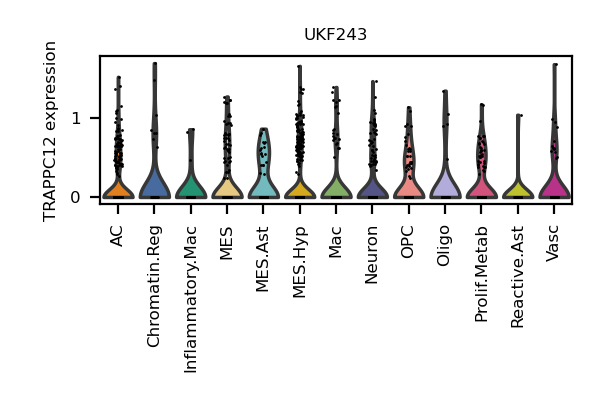 UKF243
TRAPPC12 expression
1
0
AC
Chromatin.Reg
Inflammatory.Mac
MES
MES.Ast
MES.Hyp
Mac
Neuron
OPC
Oligo
Prolif.Metab
Reactive.Ast
Vasc